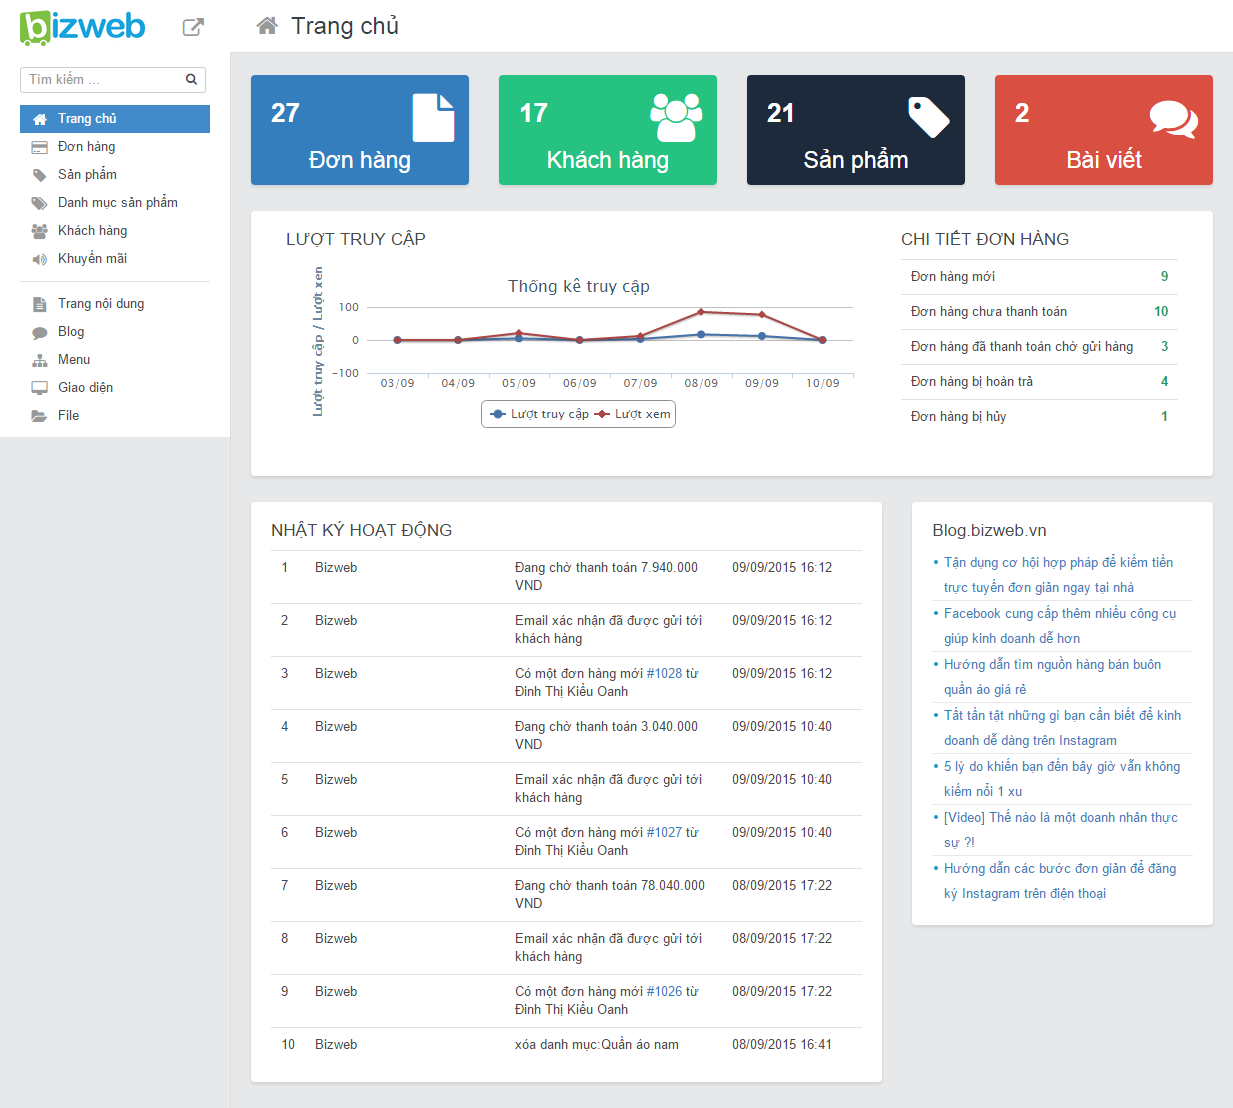 bizweb
Trang chủ
Tìm kiếm ...
Trang chủ
Đơn hàng
Sản phẩm
Danh mục sản phẩm
Khách hàng
Khuyến mãi
Trang nội dung
Blog
Menu
Giao diện
File
27
Đơn hàng
17
Khách hàng
21
Sản phẩm
2
Bài viết
LƯỢT TRUY CẬP
Thống kê truy cập
Lượt truy cập / Lượt xen
100
0
-100
03/09 04/09 05/09 06/09 07/09 08/09 09/09 10/09
Lượt truy cập Lượt xem
CHI TIẾT ĐƠN HÀNG
Đơn hàng mới 9
Đơn hàng chưa thanh toán 10
Đơn hàng đã thanh toán chờ gửi hàng 3
Đơn hàng bị hoàn trả 4
Đơn hàng bị hủy 1
NHẬT KÝ HOẠT ĐỘNG
1 Bizweb Đang chờ thanh toán 7.940.000 09/09/2015 16:12
VND
2 Bizweb Email xác nhận đã được gửi tới 09/09/2015 16:12
khách hàng
3 Bizweb Có một đơn hàng mới #1028 từ 09/09/2015 16:12
Đinh Thị Kiều Oanh
4 Bizweb Đang chờ thanh toán 3.040.000 09/09/2015 10:40
VND
5 Bizweb Email xác nhận đã được gửi tới 09/09/2015 10:40
khách hàng
6 Bizweb Có một đơn hàng mới #1027 từ 09/09/2015 10:40
Đinh Thị Kiều Oanh
7 Bizweb Đang chờ thanh toán 78.040.000 08/09/2015 17:22
VND
8 Bizweb Email xác nhận đã được gửi tới 08/09/2015 17:22
khách hàng
9 Bizweb Có một đơn hàng mới #1026 từ 08/09/2015 17:22
Đinh Thị Kiều Oanh
10 Bizweb xóa danh mục:Quần áo nam 08/09/2015 16:41
Blog.bizweb.vn
• Tận dụng cơ hội hợp pháp để kiếm tiền
trực tuyến đơn giản ngay tại nhà
• Facebook cung cấp thêm nhiều công cụ
giúp kinh doanh dễ hơn
• Hướng dẫn tìm nguồn hàng bán buôn
quần áo giá rẻ
• Tất tần tật những gì bạn cần biết để kinh
doanh dễ dàng trên Instagram
• 5 lý do khiến bạn đến bây giờ vẫn không
kiếm nổi 1 xu
• [Video] Thế nào là một doanh nhân thực
sự ?!
• Hướng dẫn các bước đơn giản để đăng
ký Instagram trên điện thoại